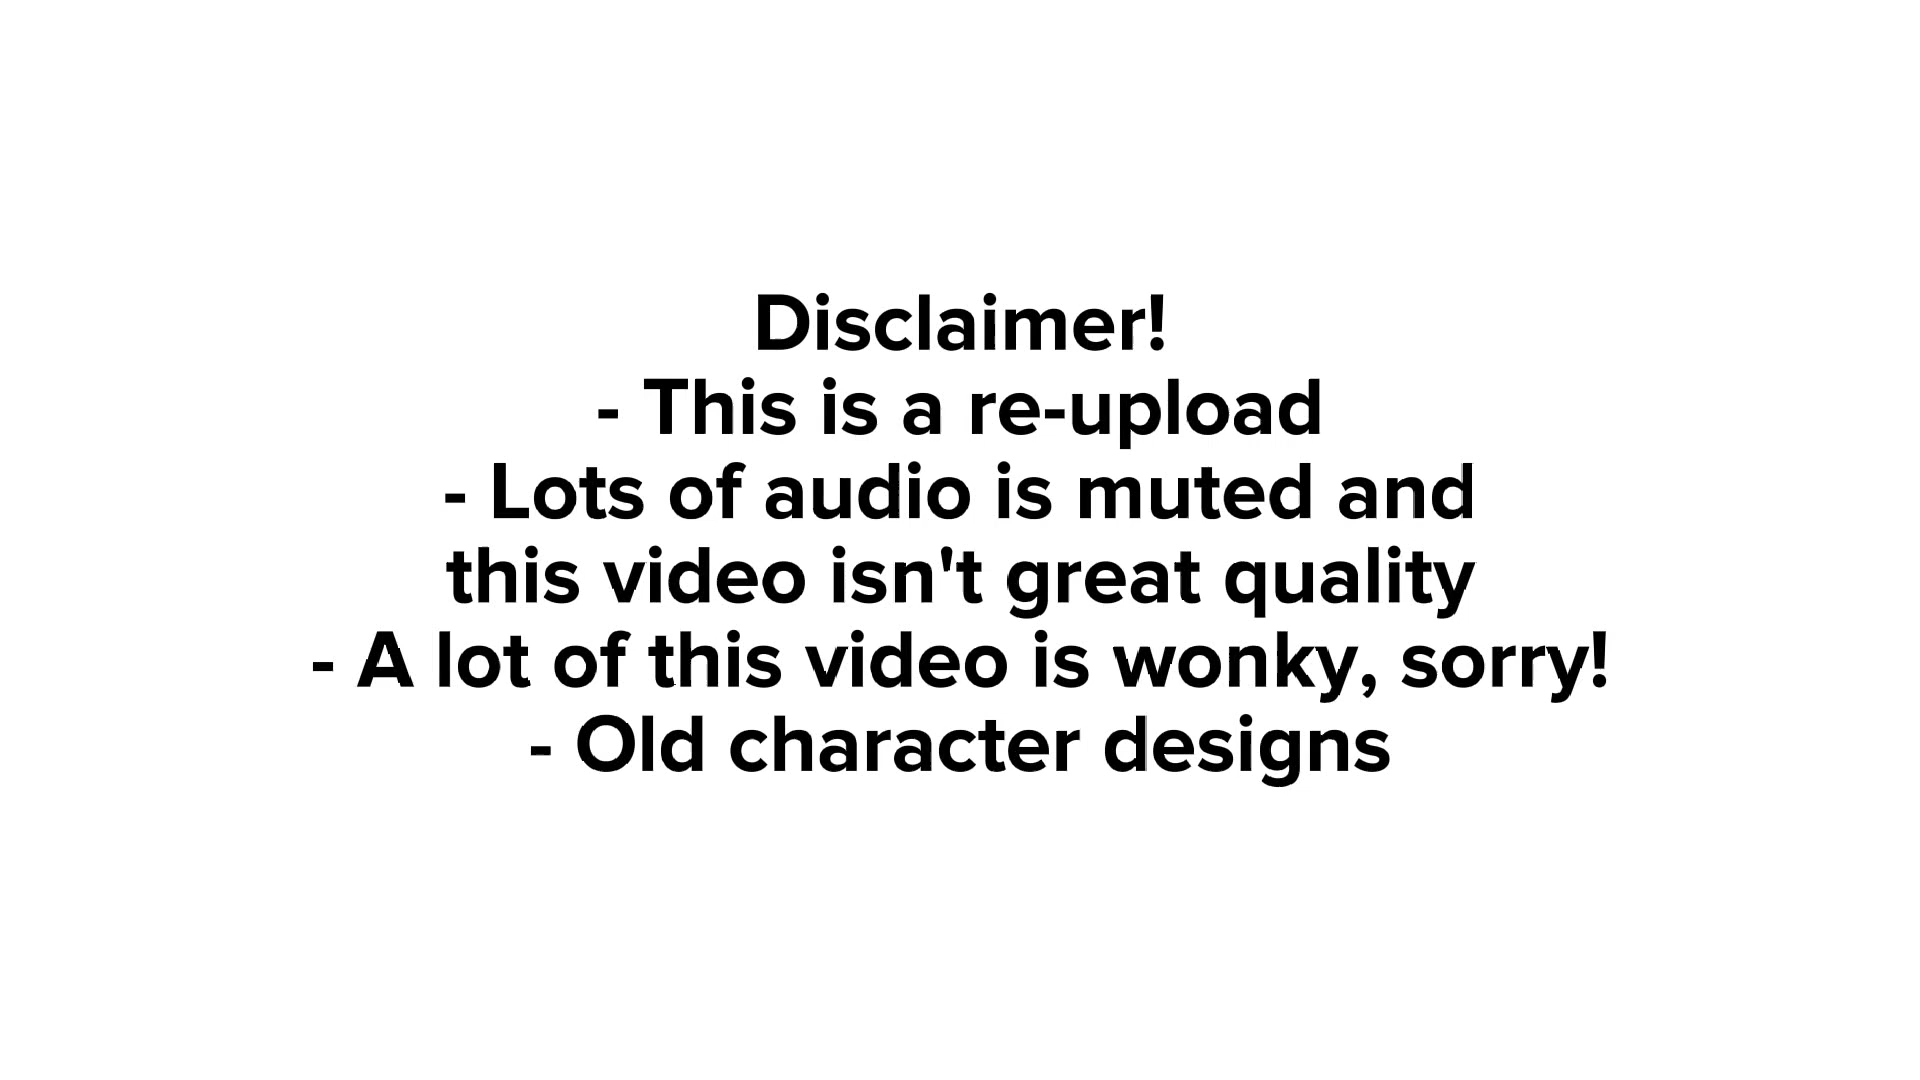 Disclaimer!
- This is a re-upload
- Lots of audio is muted and
this video isn't great quality
- A lot of this video is wonky, sorry!
- Old character designs